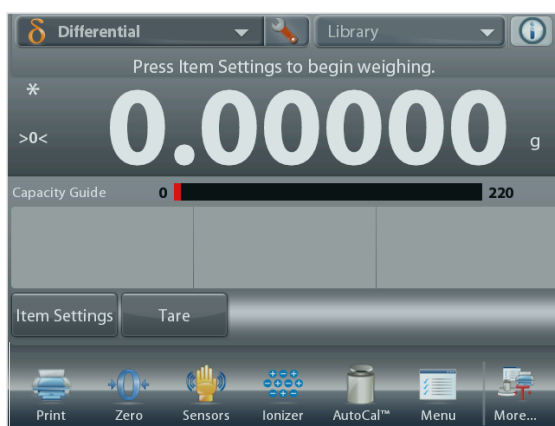 δ Differential Library
Press Item Settings to begin weighing.
*
>0< 0.00000 g
Capacity Guide 0 220
Item Settings Tare
Print Zero Sensors Ionizer AutoCal™ Menu More...